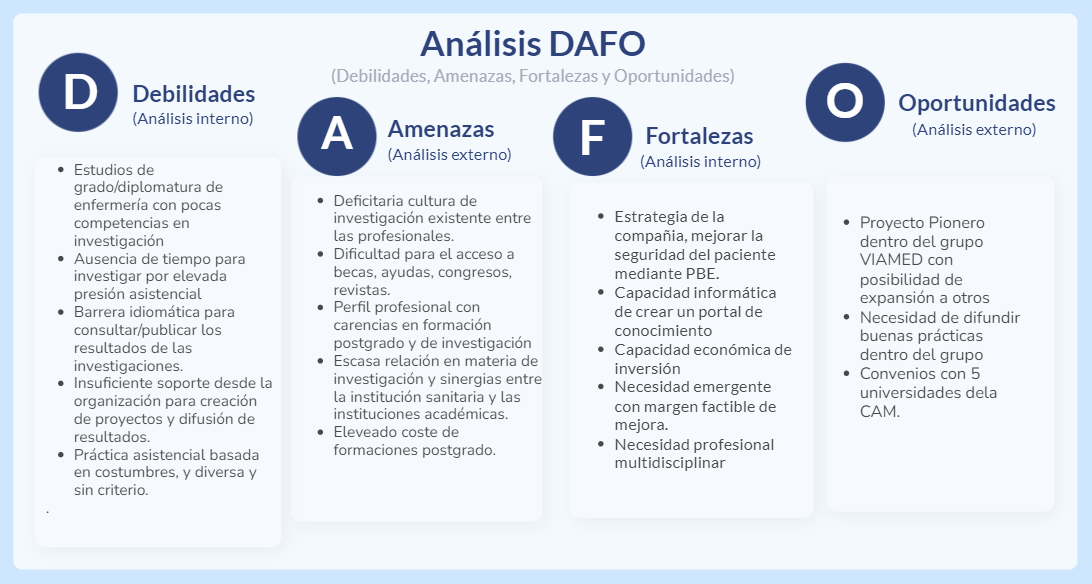 Análisis DAFO
(Debilidades, Amenazas, Fortalezas y Oportunidades)
D
Debilidades
(Análisis interno)
• Estudios de
grado/diplomatura de
enfermería con pocas
competencias en
investigación
• Ausencia de tiempo para
investigar por elevada
presión asistencial
• Barrera idiomática para
consultar/publicar los
resultados de las
investigaciones.
• Insuficiente soporte desde la
organización para creación
de proyectos y difusión de
resultados.
• Práctica asistencial basada
en costumbres, y diversa y
sin criterio.
.
A
Amenazas
(Análisis externo)
• Deficitaria cultura de
investigación existente entre
las profesionales.
• Dificultad para el acceso a
becas, ayudas, congresos,
revistas.
• Perfil profesional con
carencias en formación
postgrado y de investigación
• Escasa relación en materia de
investigación y sinergias entre
la institución sanitaria y las
instituciones académicas.
• Eleveado coste de
formaciones postgrado.
F
Fortalezas
(Análisis interno)
• Estrategia de la
compañia, mejorar la
seguridad del paciente
mediante PBE.
• Capacidad informática
de crear un portal de
conocimiento
• Capacidad económica de
inversión
• Necesidad emergente
con margen factible de
mejora.
• Necesidad profesional
multidisciplinar
O
Oportunidades
(Análisis externo)
• Proyecto Pionero
dentro del grupo
VIAMED con
posibilidad de
expansión a otros
• Necesidad de difundir
buenas prácticas
dentro del grupo
• Convenios con 5
universidades dela
CAM.